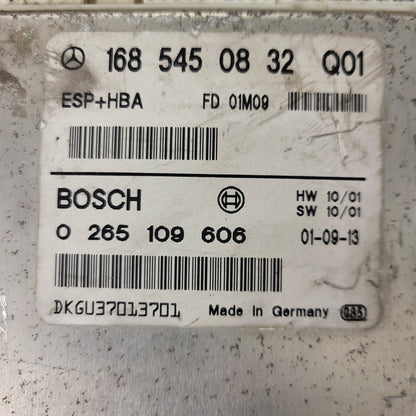 168 545 08 32 Q01
ESP+HBA FD 01M09
BOSCH HW 10/01
SW 10/01
0 265 109 606 01-09-13
DKGU37013701 Made in Germany